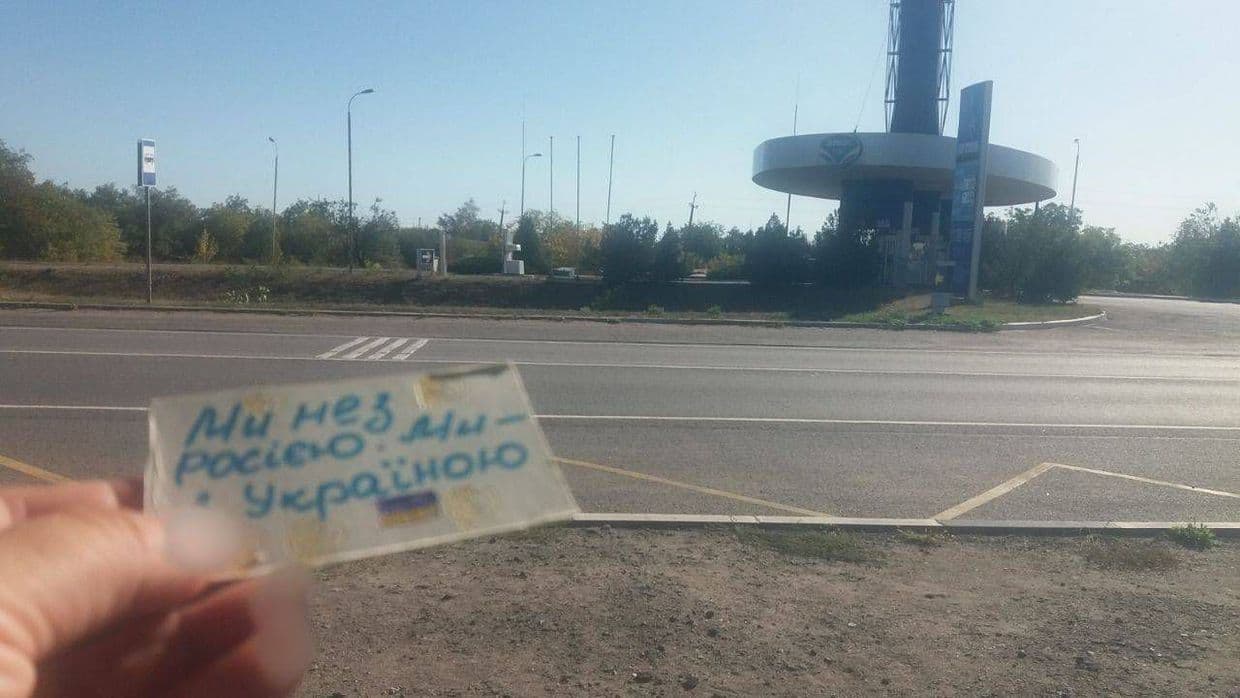 Ми не з
росією. Ми -
з Україною